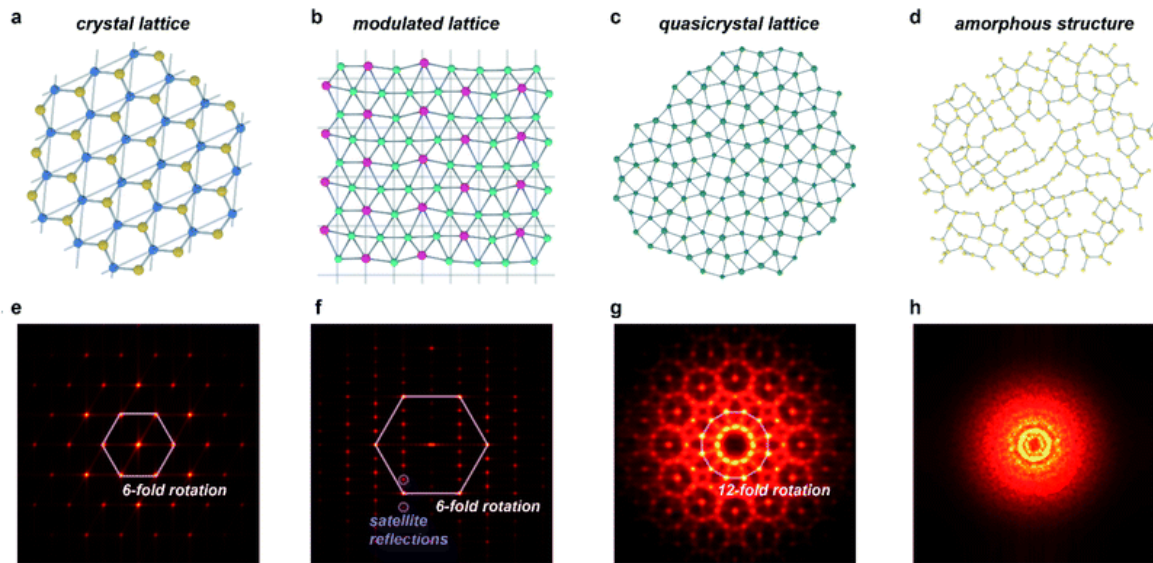 a
crystal lattice
b
modulated lattice
c
quasicrystal lattice
d
amorphous structure
e
6-fold rotation
f
6-fold rotation
satellite
reflections
g
12-fold rotation
h